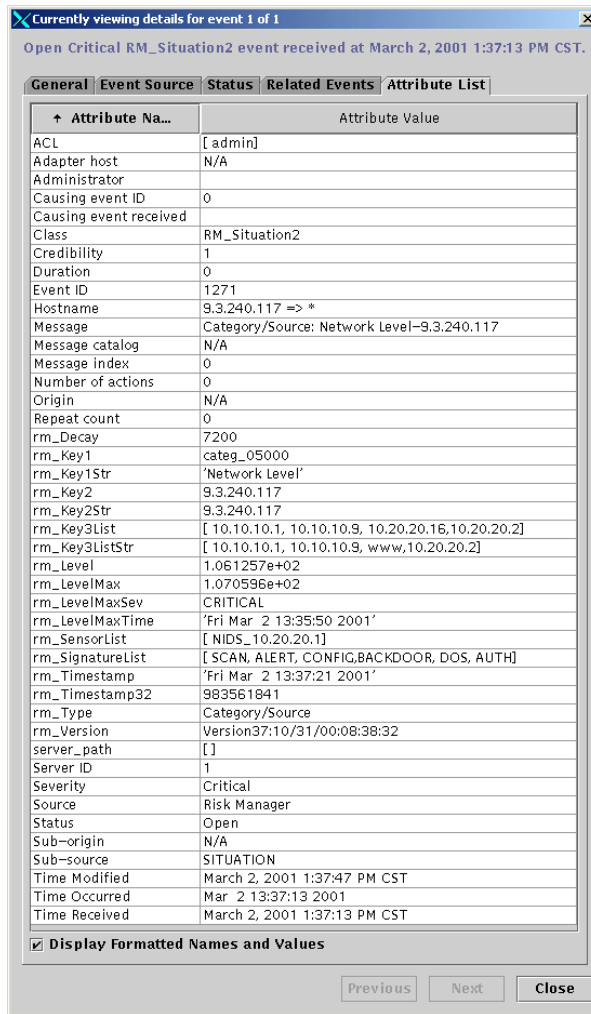 Currently viewing details for event 1 of 1
Open Critical RM_Situation2 event received at March 2, 2001 1:37:13 PM CST.
General Event Source Status Related Events Attribute List
↑ Attribute Na... Attribute Value
ACL [ admin]
Adapter host N/A
Administrator
Causing event ID 0
Causing event received
Class RM_Situation2
Credibility 1
Duration 0
Event ID 1271
Hostname 9.3.240.117 => *
Message Category/Source: Network Level-9.3.240.117
Message catalog N/A
Message index 0
Number of actions 0
Origin N/A
Repeat count 0
rm_Decay 7200
rm_Key1 categ_05000
rm_Key1Str 'Network Level'
rm_Key2 9.3.240.117
rm_Key2Str 9.3.240.117
rm_Key3List [ 10.10.10.1, 10.10.10.9, 10.20.20.16,10.20.20.2]
rm_Key3ListStr [ 10.10.10.1, 10.10.10.9, www,10.20.20.2]
rm_Level 1.061257e+02
rm_LevelMax 1.070596e+02
rm_LevelMaxSev CRITICAL
rm_LevelMaxTime 'Fri Mar 2 13:35:50 2001'
rm_SensorList [ NIDS_10.20.20.1]
rm_SignatureList [ SCAN, ALERT, CONFIG,BACKDOOR, DOS, AUTH]
rm_Timestamp 'Fri Mar 2 13:37:21 2001'
rm_Timestamp32 983561841
rm_Type Category/Source
rm_Version Version37:10/31/00:08:38:32
server_path []
Server ID 1
Severity Critical
Source Risk Manager
Status Open
Sub-origin N/A
Sub-source SITUATION
Time Modified March 2, 2001 1:37:47 PM CST
Time Occurred Mar 2 13:37:13 2001
Time Received March 2, 2001 1:37:13 PM CST
Display Formatted Names and Values
Previous Next Close